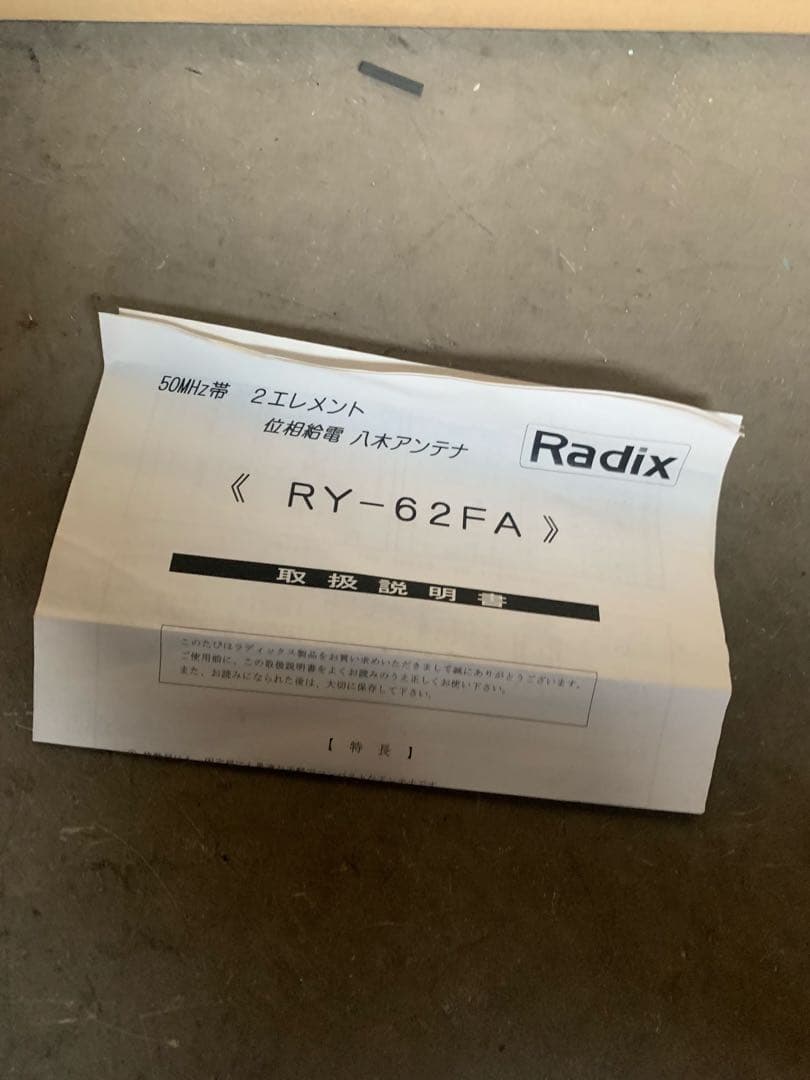 50MHz帯 2エレメント
位相給電 八木アンテナ
Radix
《 RY-62FA 》
取扱説明書
このたびはラディックス製品をお買い求めいただきまして誠にありがとうございます。
ご使用前に、この取扱説明書をよくお読みのうえ正しくお使い下さい。
また、お読みになられた後は、大切に保存して下さい。
【 特 長 】